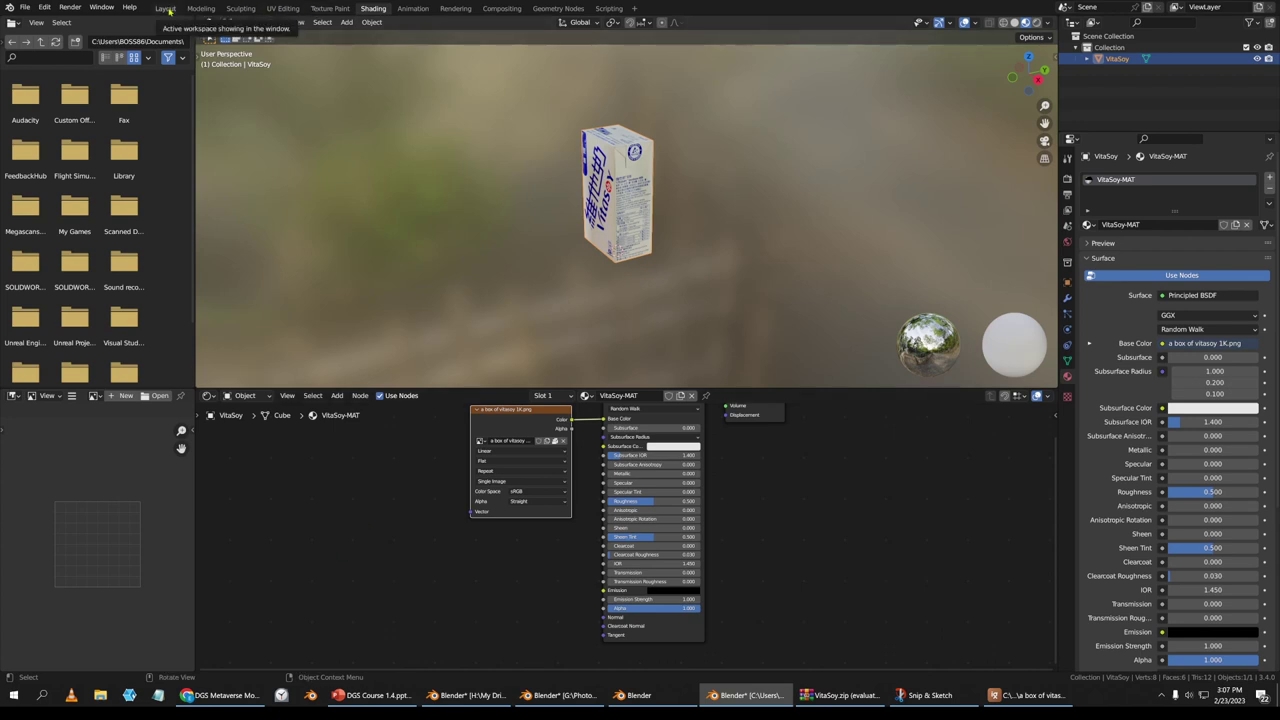 Layout Modeling Sculpting UV Editing Texture Paint Shading Animation Rendering Compositing Geometry Nodes Scripting
File Edit Render Window Help
Scene
ViewLayer
View Select
Select Add Object
Global
Active workspace showing in the window.
C:\Users\BOSS86\Documents\
Options
User Perspective
(1) Collection | VitaSoy
Scene Collection
Collection
VitaSoy
Audacity
Custom Off...
Fax
FeedbackHub
Flight Simu...
Library
Megascans...
My Games
Scanned D...
SOLIDWOR...
SOLIDWOR...
Sound reco...
Unreal Engi...
Unreal Proje...
Visual Stud...
維他奶
Vitasoy
VitaSoy
VitaSoy-MAT
VitaSoy-MAT
VitaSoy-MAT
Preview
Surface
Use Nodes
Surface Principled BSDF
GGX
Random Walk
Base Color a box of vitasoy 1K.png
Subsurface 0.000
Subsurface Radius 1.000
0.200
0.100
Subsurface Color
Subsurface IOR 1.400
Subsurface Anisotr... 0.000
Metallic 0.000
Specular 0.000
Specular Tint 0.000
Roughness 0.500
Anisotropic 0.000
Anisotropic Rotation 0.000
Sheen 0.000
Sheen Tint 0.500
Clearcoat 0.000
Clearcoat Roughness 0.030
IOR 1.450
Transmission 0.000
Transmission Roug... 0.000
Emission
Emission Strength 1.000
Alpha 1.000
View
New
Open
Object View Select Add Node Use Nodes
Slot 1
VitaSoy-MAT
VitaSoy > Cube > VitaSoy-MAT
a box of vitasoy 1K.png
Color
Alpha
a box of vitasoy ...
Linear
Flat
Repeat
Single Image
Color Space sRGB
Alpha Straight
Vector
Random Walk
Base Color
Subsurface 0.000
Subsurface Radius
Subsurface Co...
Subsurface IOR 1.400
Subsurface Anisotropy 0.000
Metallic 0.000
Specular 0.000
Specular Tint 0.000
Roughness 0.500
Anisotropic 0.000
Anisotropic Rotation 0.000
Sheen 0.000
Sheen Tint 0.500
Clearcoat 0.000
Clearcoat Roughness 0.030
IOR 1.450
Transmission 0.000
Transmission Roughness 0.000
Emission
Emission Strength 1.000
Alpha 1.000
Normal
Clearcoat Normal
Tangent
Volume
Displacement
Select
Rotate View
Object Context Menu
Collection | VitaSoy | Verts:8 | Faces:6 | Tris:12 | Objects:1/1 | 3.4.0
DGS Metaverse Mo...
DGS Course 1.4.ppt...
Blender* [H:\My Dri...
Blender* [G:\Photo...
Blender
Blender* [C:\Users\...
VitaSoy.zip (evaluat...
Snip & Sketch
C:\...\a box of vitas...
3:07 PM
2/23/2023
22